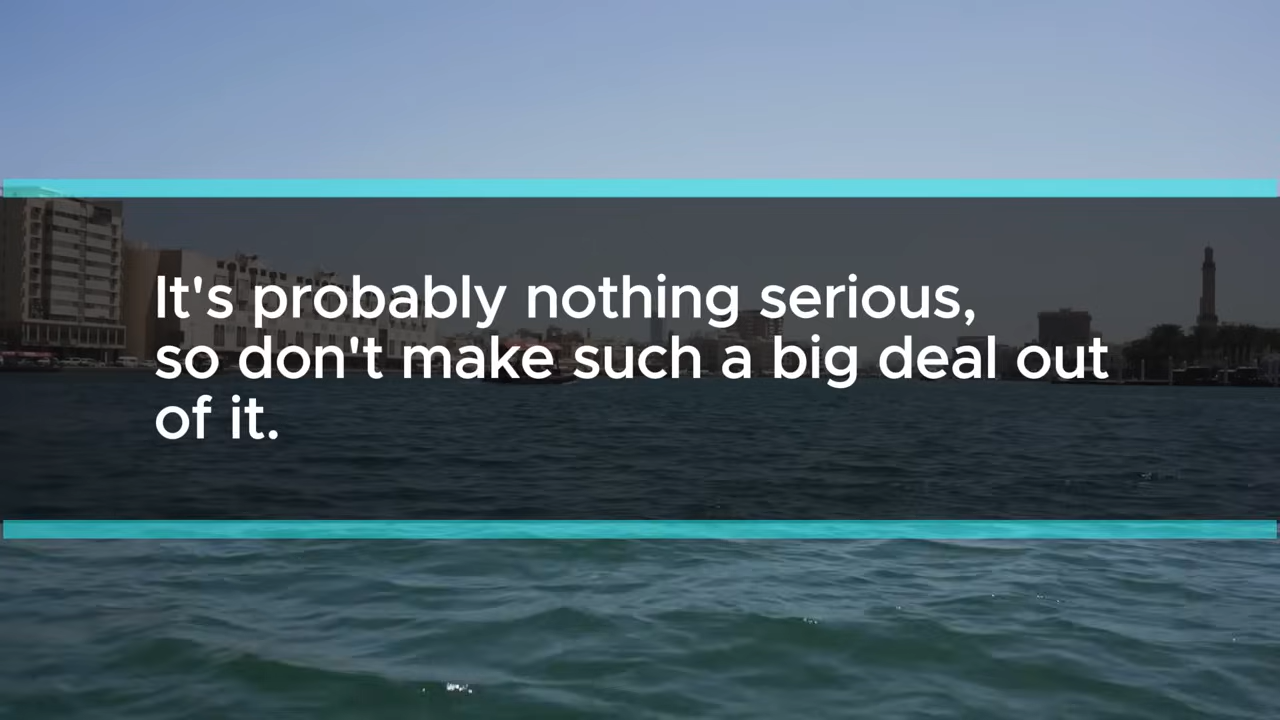 It's probably nothing serious,
so don't make such a big deal out
of it.